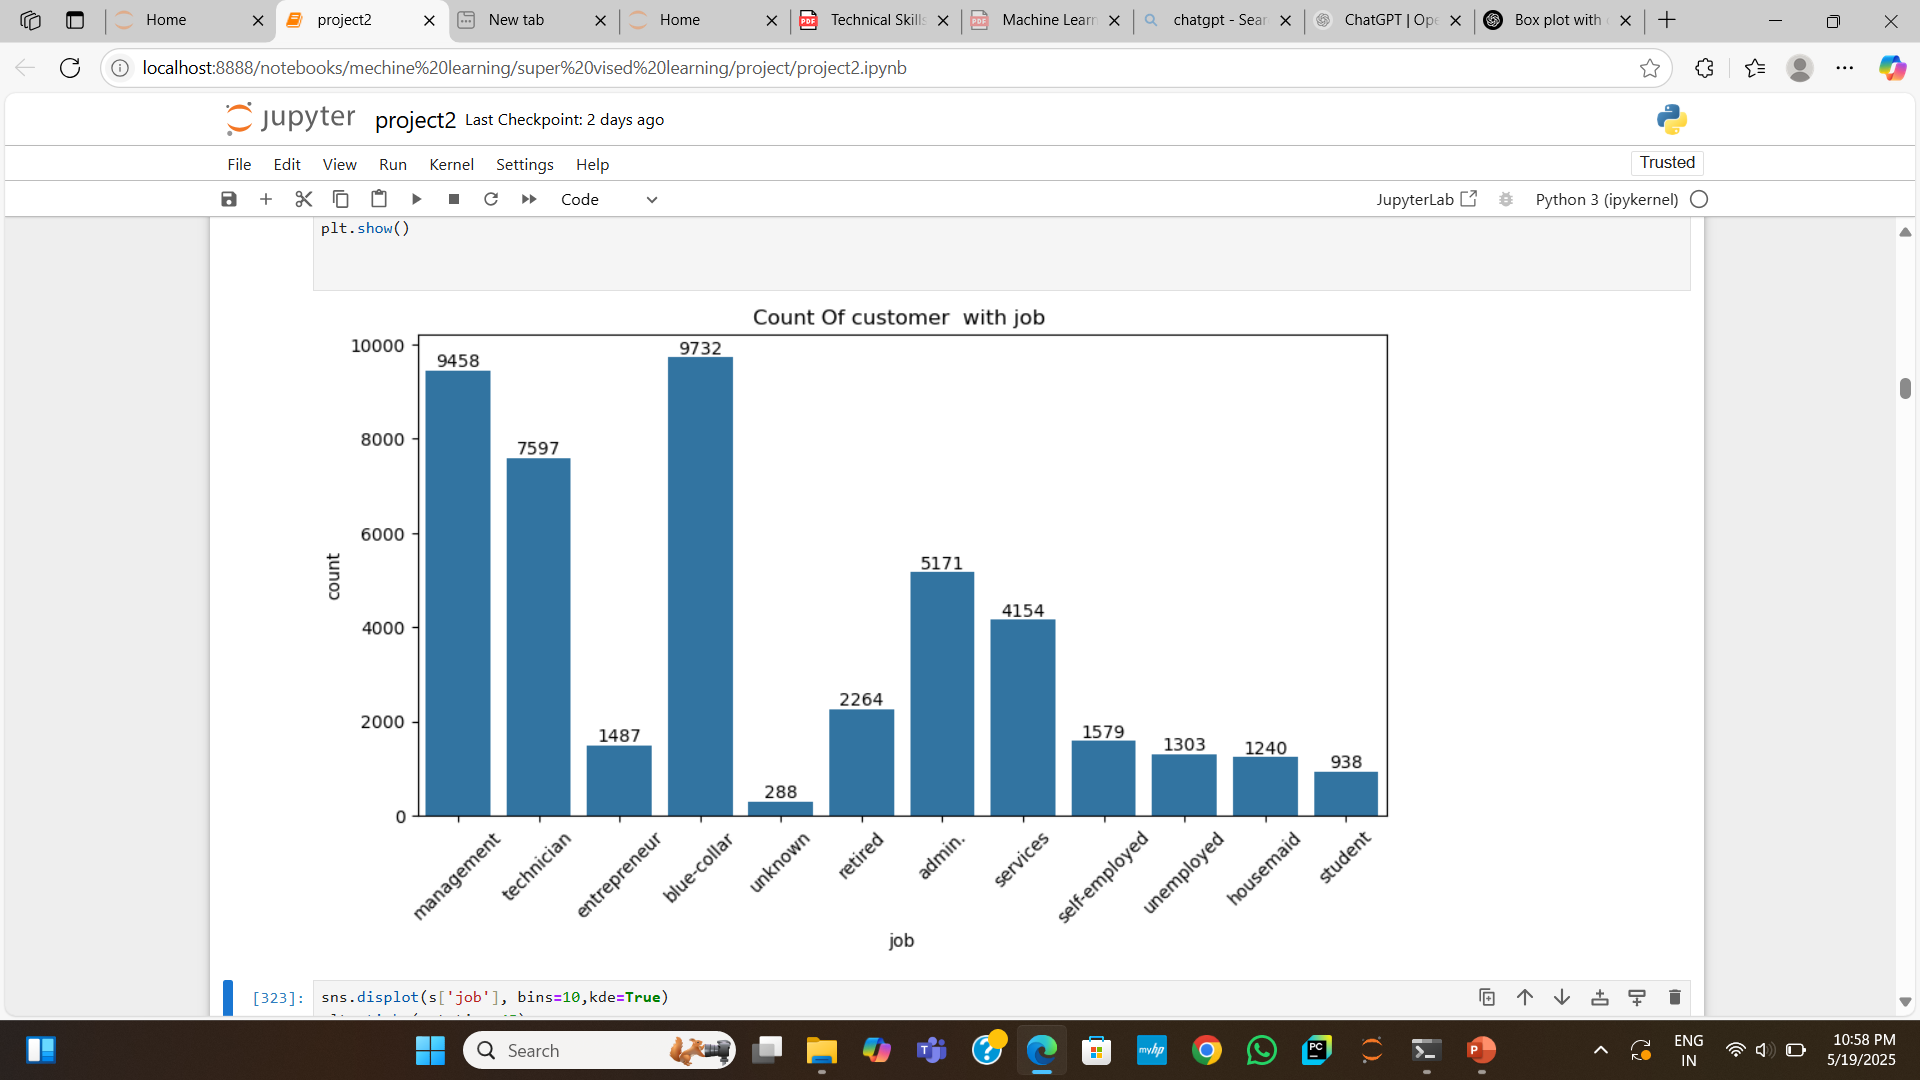 Home
project2
New tab
Home
Technical Skills
Machine Learn
chatgpt - Sear
ChatGPT | Ope
Box plot with
localhost:8888/notebooks/mechine%20learning/super%20vised%20learning/project/project2.ipynb
jupyter project2 Last Checkpoint: 2 days ago
File Edit View Run Kernel Settings Help
Trusted
Code
JupyterLab
Python 3 (ipykernel)
plt.show()
Count Of customer  with job
10000
8000
6000
4000
2000
0
count
9458
7597
1487
9732
288
2264
5171
4154
1579
1303
1240
938
management
technician
entrepreneur
blue-collar
unknown
retired
admin.
services
self-employed
unemployed
housemaid
student
job
[323]:
sns.displot(s['job'], bins=10,kde=True)
Search
myhp
PC
ENG
IN
10:58 PM
5/19/2025